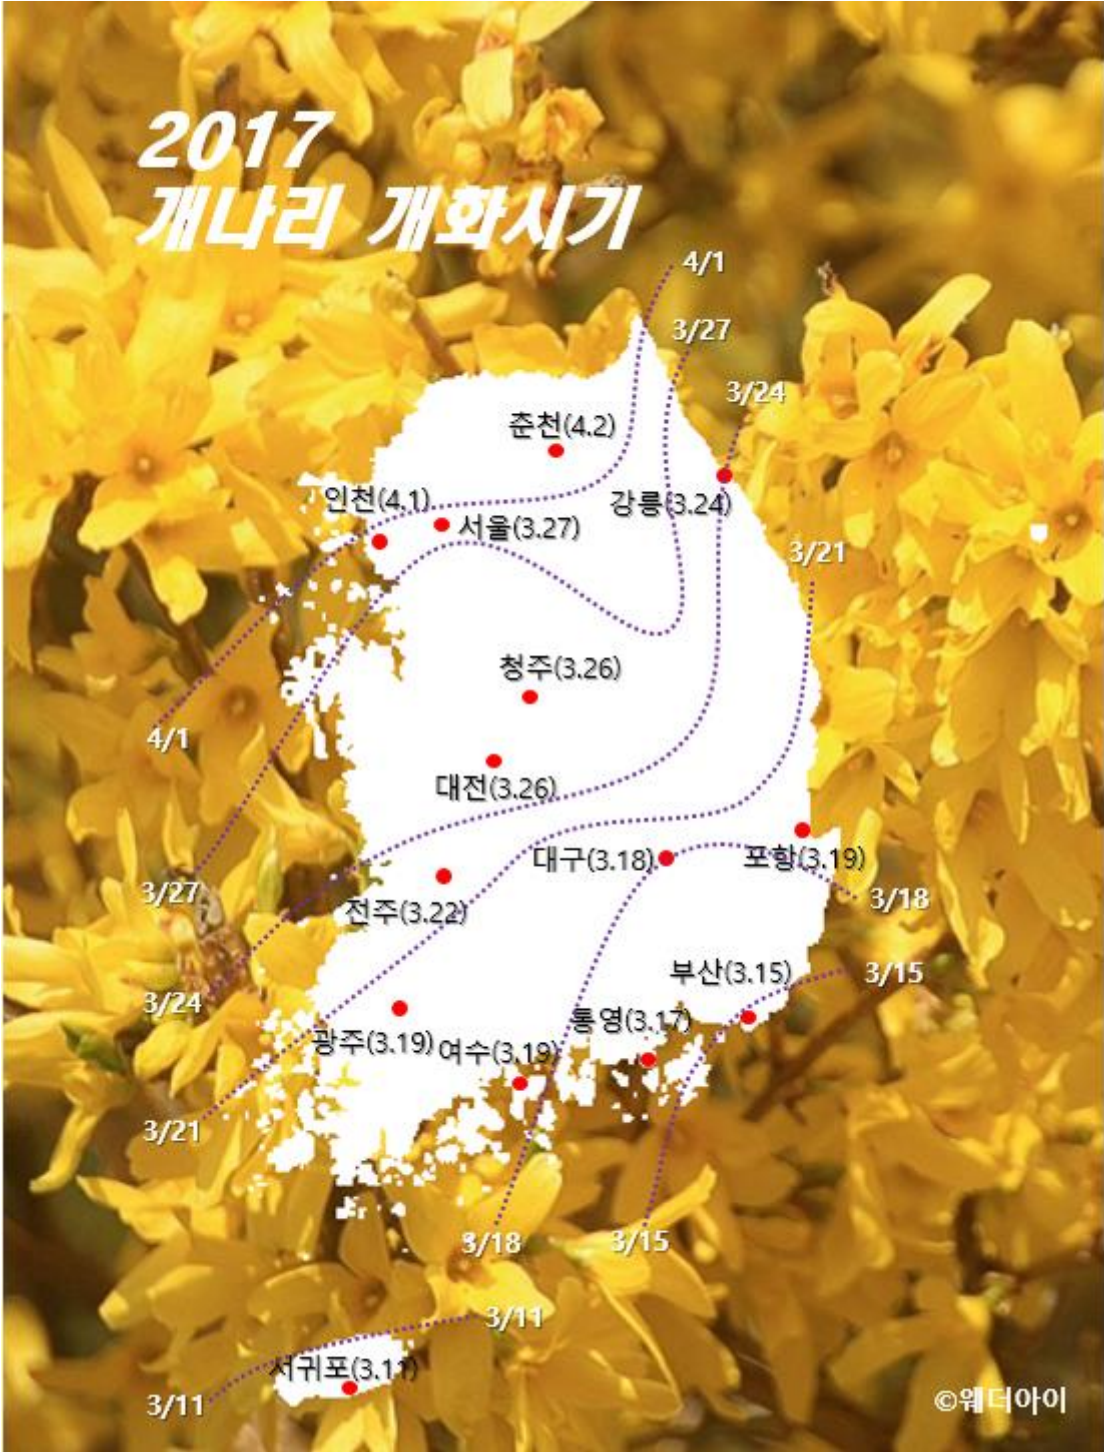 2017
개나리 개화시기
4/1
3/27
3/24
춘천(4.2)
인천(4.1)
서울(3.27)
강릉(3.24)
3/21
청주(3.26)
4/1
대전(3.26)
대구(3.18)
포항(3.19)
3/27
전주(3.22)
3/18
부산(3.15)
3/15
3/24
통영(3.17)
광주(3.19)
여수(3.19)
3/21
3/18
3/15
3/11
서귀포(3.11)
3/11
©웨더아이